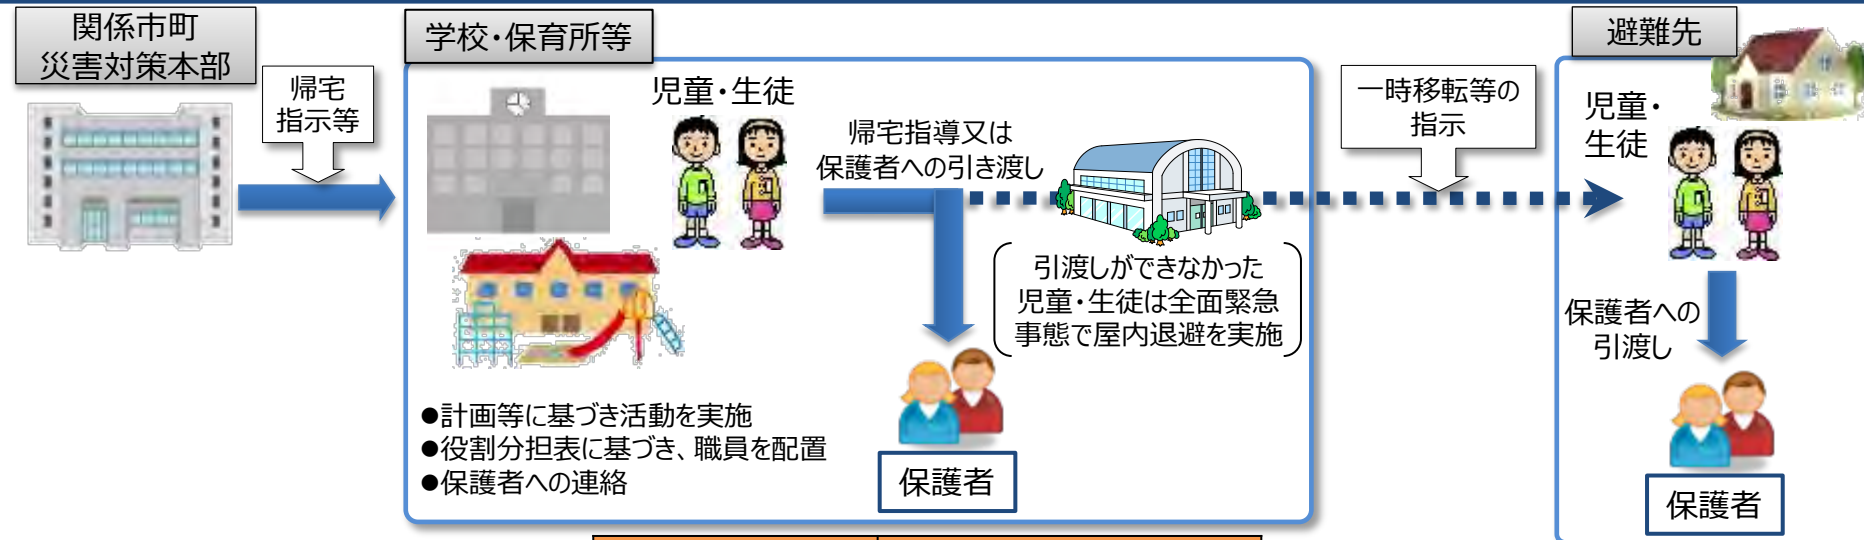 関係市町
災害対策本部
帰宅
指示等
学校・保育所等
児童・生徒
帰宅指導又は
保護者への引き渡し
引渡しができなかった
児童・生徒は全面緊急
事態で屋内退避を実施
●計画等に基づき活動を実施
●役割分担表に基づき、職員を配置
●保護者への連絡
保護者
一時移転等の
指示
避難先
児童・
生徒
保護者への
引渡し
保護者